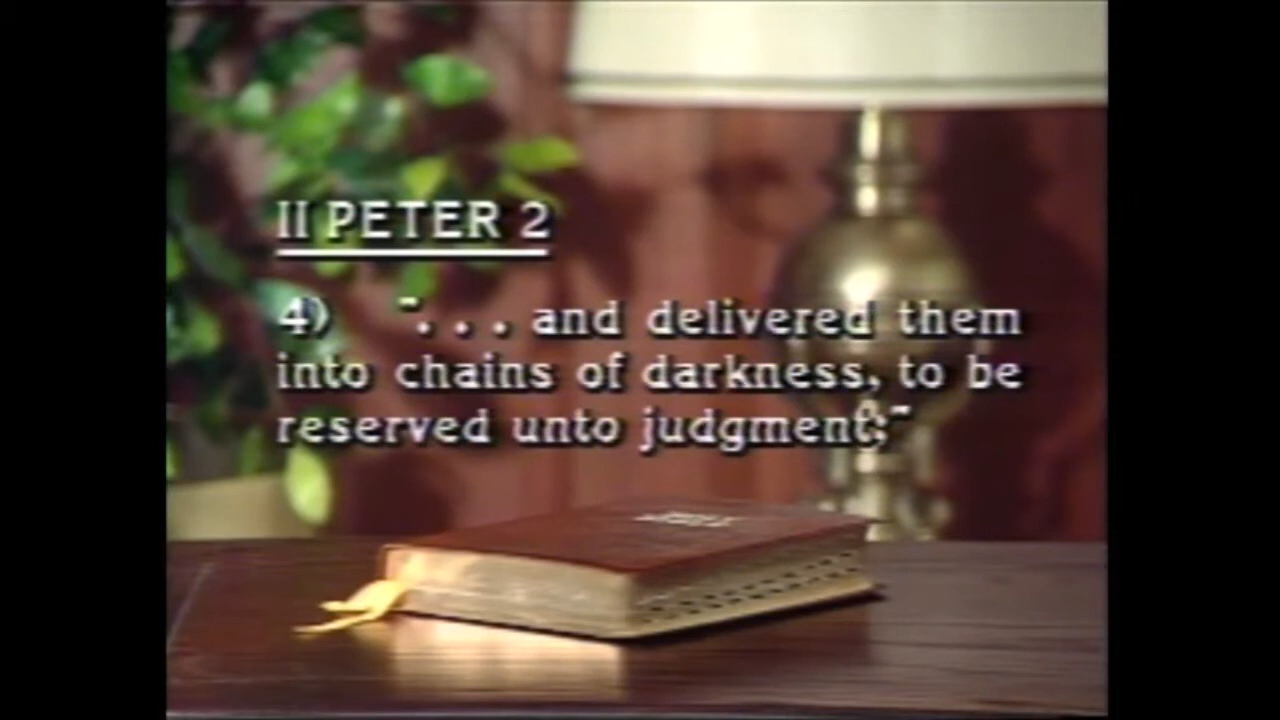 II PETER 2
4) ". . . and delivered them
into chains of darkness, to be
reserved unto judgment;"